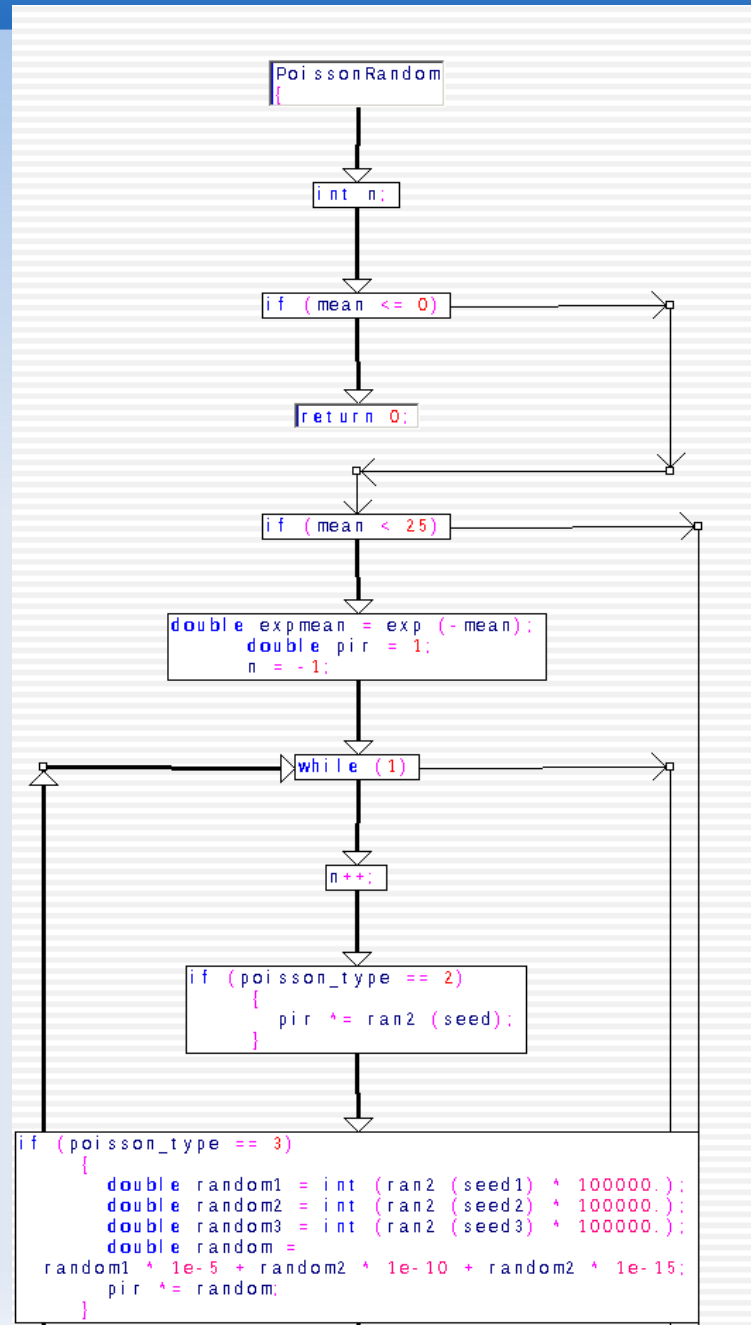 PoissonRandom
{
int n;
if (mean <= 0)
return 0;
if (mean < 25)
double expmean = exp (-mean);
double pir = 1;
n = -1;
while (1)
n++;
if (poisson_type == 2)
{
pir *= ran2 (seed);
}
if (poisson_type == 3)
{
double random1 = int (ran2 (seed1) * 100000.);
double random2 = int (ran2 (seed2) * 100000.);
double random3 = int (ran2 (seed3) * 100000.);
double random =
random1 * 1e-5 + random2 * 1e-10 + random2 * 1e-15;
pir *= random;
}